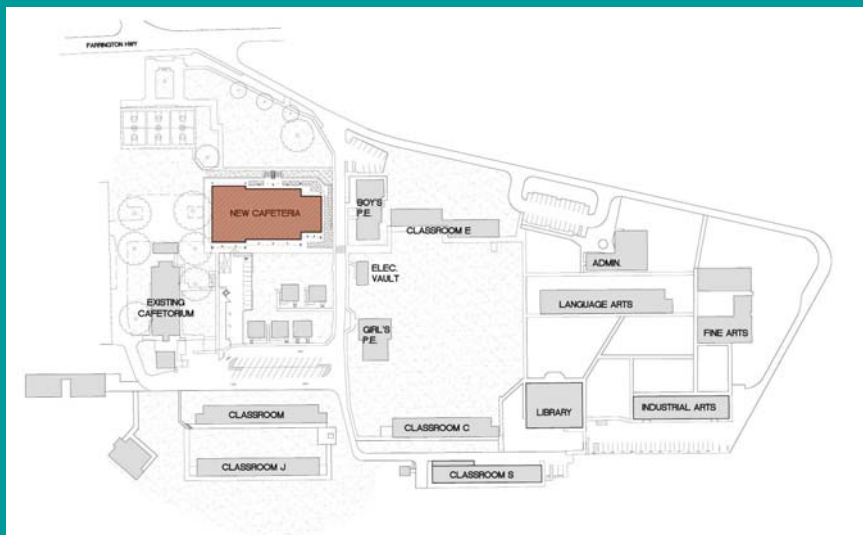 FARRINGTON HWY
NEW CAFETERIA
BOY'S
P.E.
CLASSROOM E
ELEC.
VAULT
ADMIN.
EXISTING
CAFETORIUM
LANGUAGE ARTS
GIRL'S
P.E.
FINE ARTS
CLASSROOM
CLASSROOM C
LIBRARY
INDUSTRIAL ARTS
CLASSROOM J
CLASSROOM S